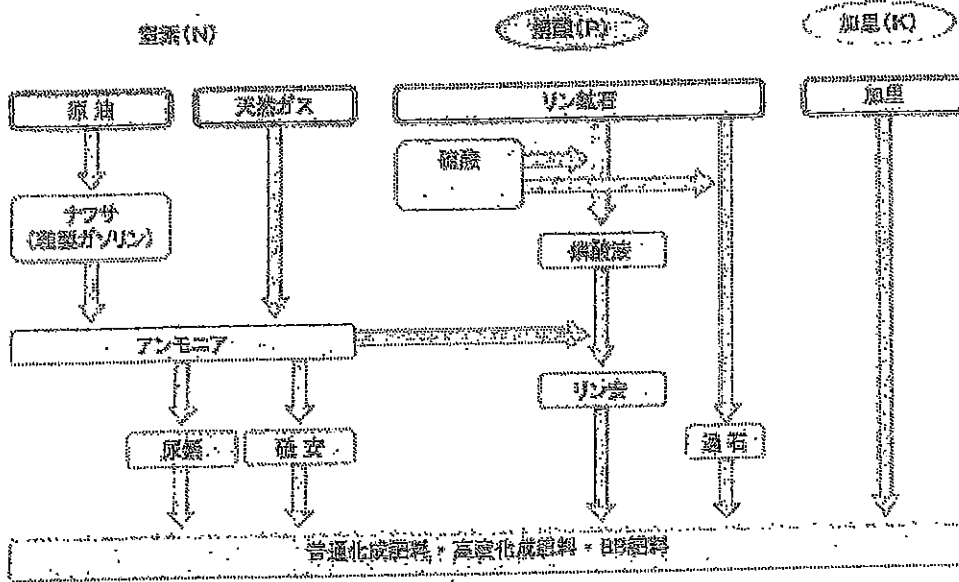 窒素(N)
燐酸(P)
加里(K)
原油
天然ガス
リン鉱石
加里
硫酸
ナフサ
(粗製ガソリン)
燐酸液
アンモニア
リン安
尿素
硫安
過石
普通化成肥料・高度化成肥料・BB肥料